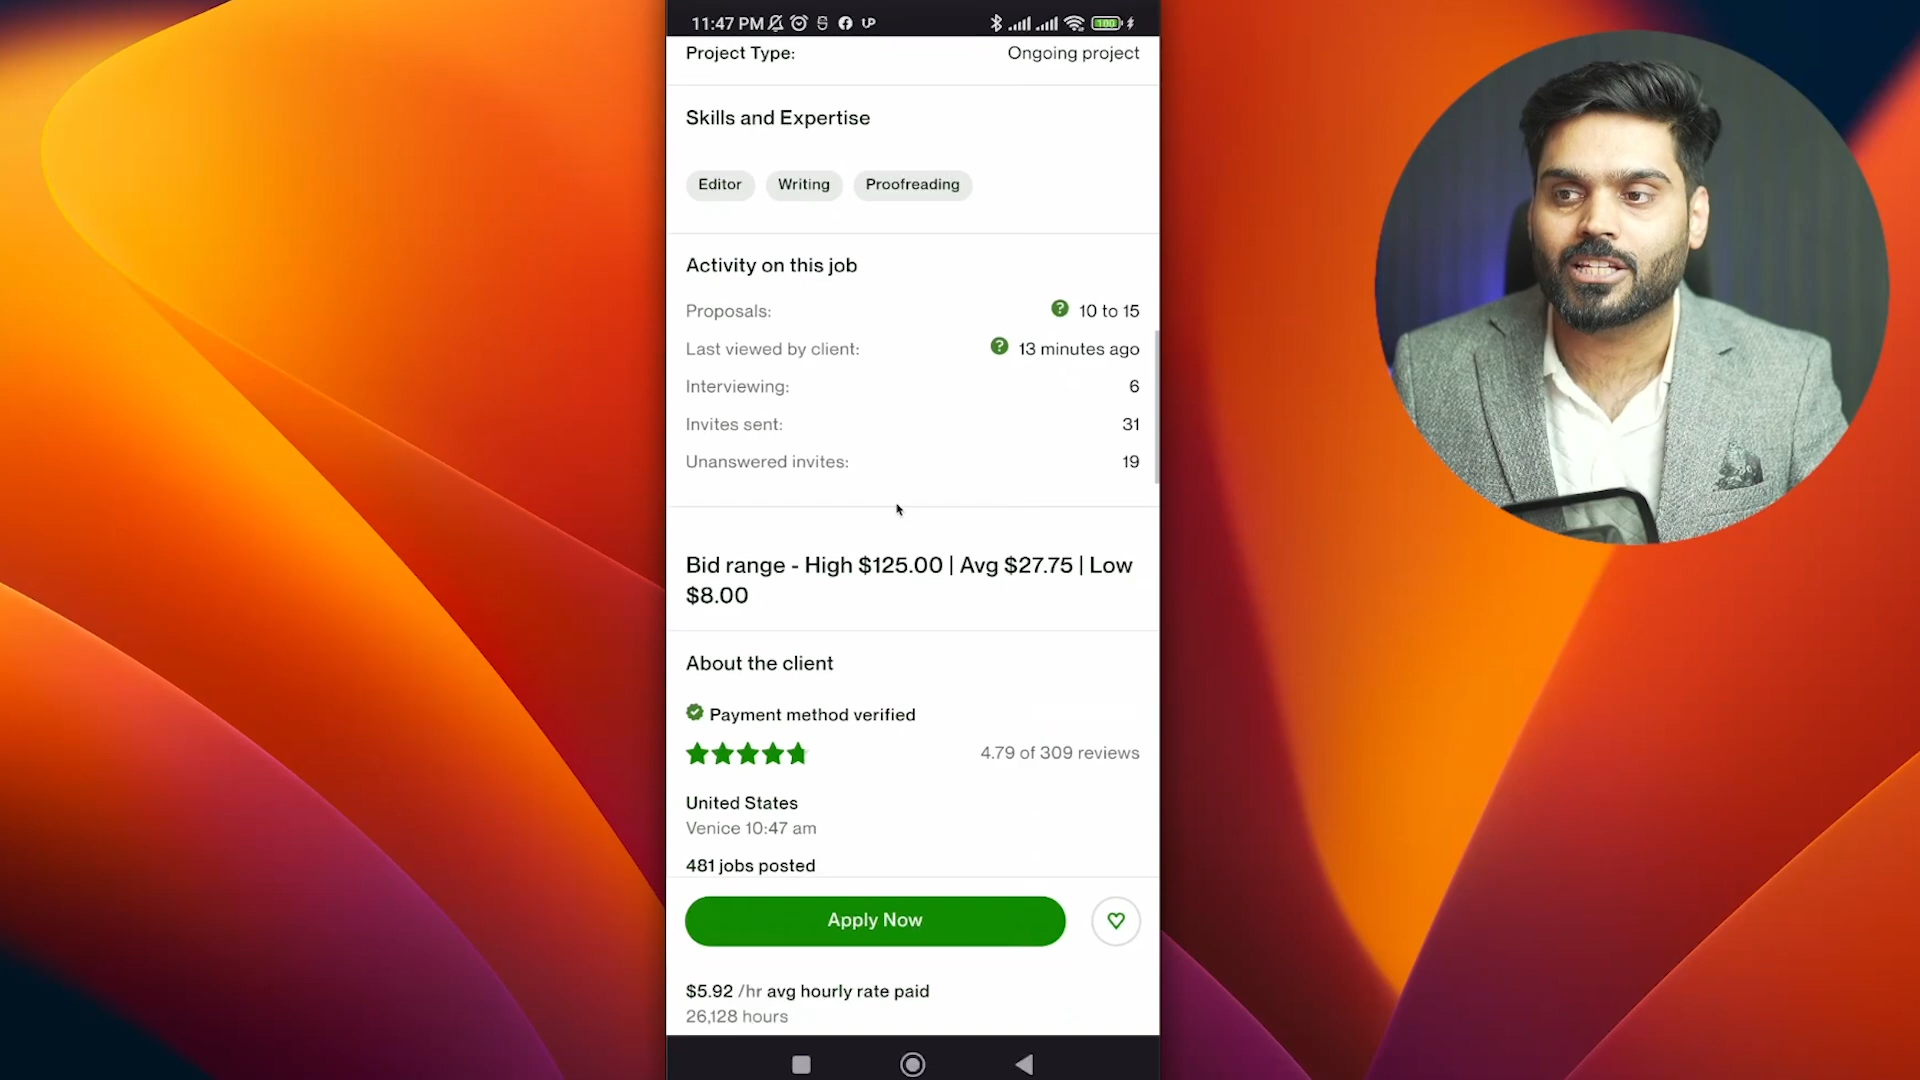 11:47 PM
100
Project Type: Ongoing project
Skills and Expertise
Editor Writing Proofreading
Activity on this job
Proposals: ? 10 to 15
Last viewed by client: ? 13 minutes ago
Interviewing: 6
Invites sent: 31
Unanswered invites: 19
Bid range - High $125.00 | Avg $27.75 | Low
$8.00
About the client
Payment method verified
4.79 of 309 reviews
United States
Venice 10:47 am
481 jobs posted
Apply Now
$5.92 /hr avg hourly rate paid
26,128 hours